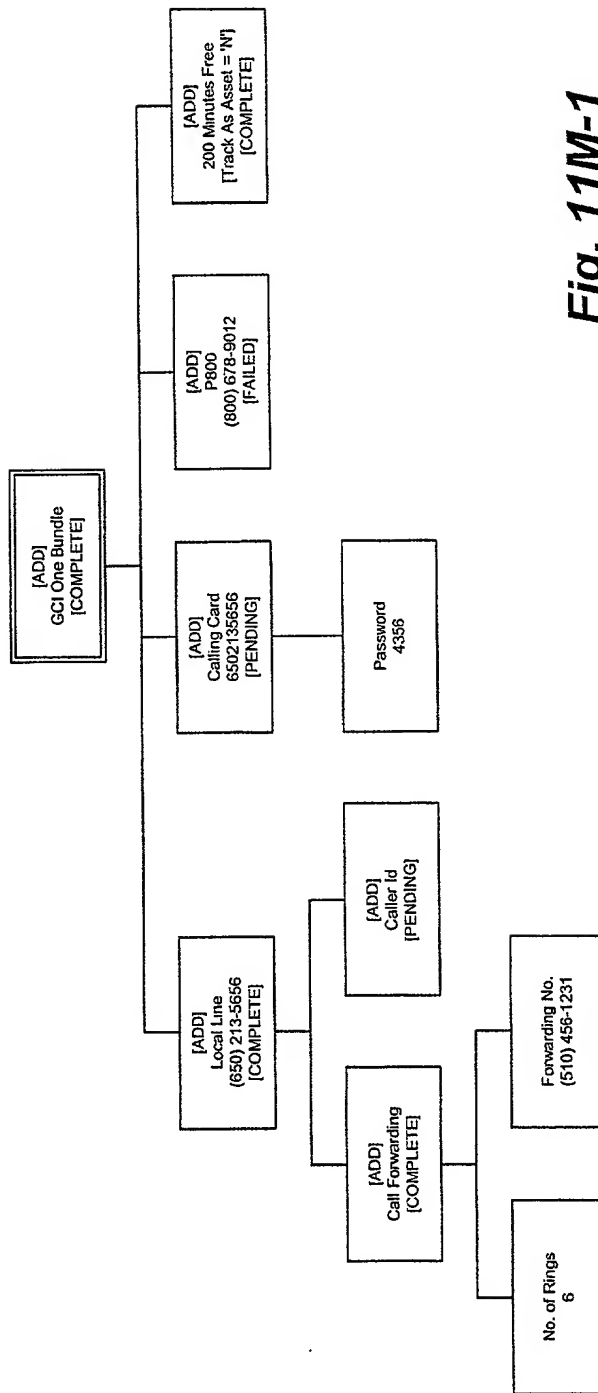 [ADD]
GCI One Bundle
[COMPLETE]
[ADD]
Local Line
(650) 213-5656
[COMPLETE]
[ADD]
Calling Card
6502135656
[PENDING]
[ADD]
P800
(800) 678-9012
[FAILED]
[ADD]
200 Minutes Free
[Track As Asset = 'N']
[COMPLETE]
[ADD]
Call Forwarding
[COMPLETE]
[ADD]
Caller Id
[PENDING]
Password
4356
No. of Rings
6
Forwarding No.
(510) 456-1231
Fig. 11M-1